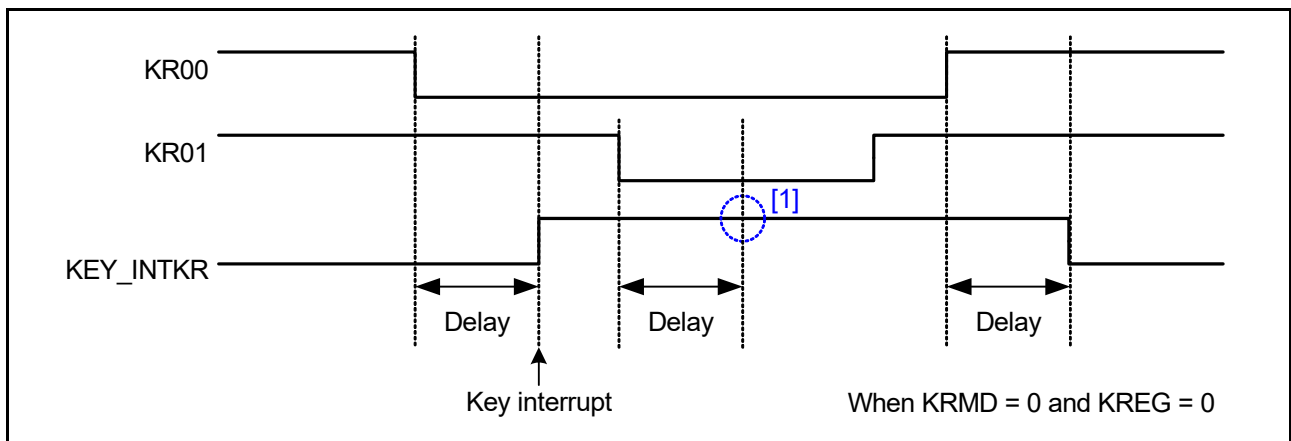 KR00
KR01
[1]
KEY_INTKR
Delay Delay Delay
Key interrupt When KRMD = 0 and KREG = 0